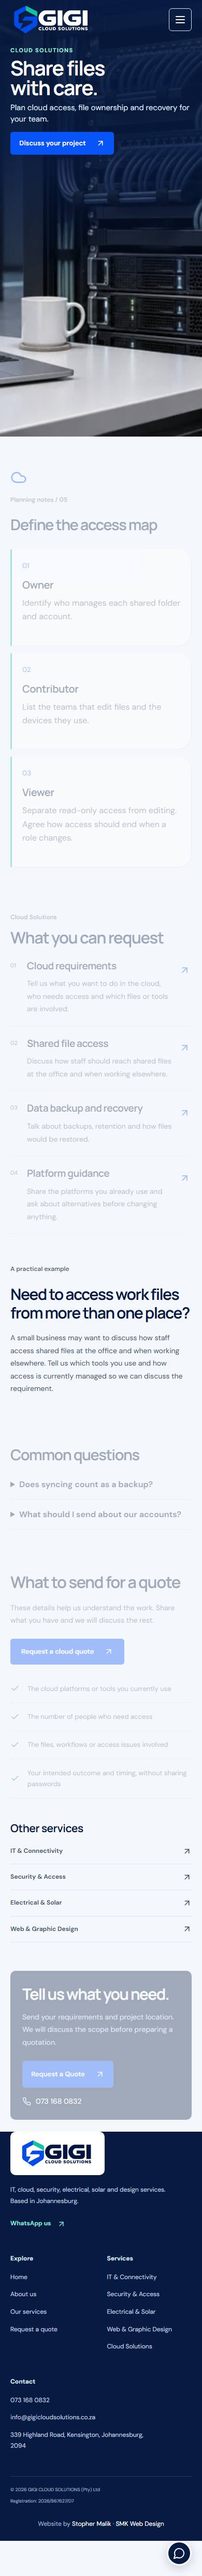 GIGI
CLOUD SOLUTIONS
Share files
with care.
Plan cloud access, file ownership and recovery for
your team.
Discuss your project
Planning notes / 05
Define the access map
01
Owner
Identify who manages each shared folder
and account.
02
Contributor
List the teams that edit files and the
devices they use.
03
Viewer
Separate read-only access from editing.
Agree how access should end when a
role changes.
Cloud Solutions
What you can request
01 Cloud requirements
Tell us what you want to do in the cloud,
who needs access and which files or tools
are involved.
02 Shared file access
Discuss how staff should reach shared files
at the office and when working elsewhere.
03 Data backup and recovery
Talk about backups, retention and how files
would be restored.
04 Platform guidance
Share the platforms you already use and
ask about alternatives before changing
anything.
A practical example
Need to access work files
from more than one place?
A small business may want to discuss how staff
access shared files at the office and when working
elsewhere. Tell us which tools you use and how
access is currently managed so we can discuss the
requirement.
Common questions
Does syncing count as a backup?
What should I send about our accounts?
What to send for a quote
These details help us understand the work. Share
what you have and we will discuss the rest.
Request a cloud quote
The cloud platforms or tools you currently use
The number of people who need access
The files, workflows or access issues involved
Your intended outcome and timing, without sharing
passwords
Other services
IT & Connectivity
Security & Access
Electrical & Solar
Web & Graphic Design
Tell us what you need.
Send your requirements and project location.
We will discuss the scope before preparing a
quotation.
Request a Quote
073 168 0832
GIGI
IT, cloud, security, electrical, solar and design services.
Based in Johannesburg.
WhatsApp us
Explore
Home
About us
Our services
Request a quote
Services
IT & Connectivity
Security & Access
Electrical & Solar
Web & Graphic Design
Cloud Solutions
Contact
073 168 0832
info@gigicloudsolutions.co.za
339 Highland Road, Kensington, Johannesburg,
2094
© 2026 GIGI CLOUD SOLUTIONS (Pty) Ltd
Website by Stopher Malik · SMK Web Design